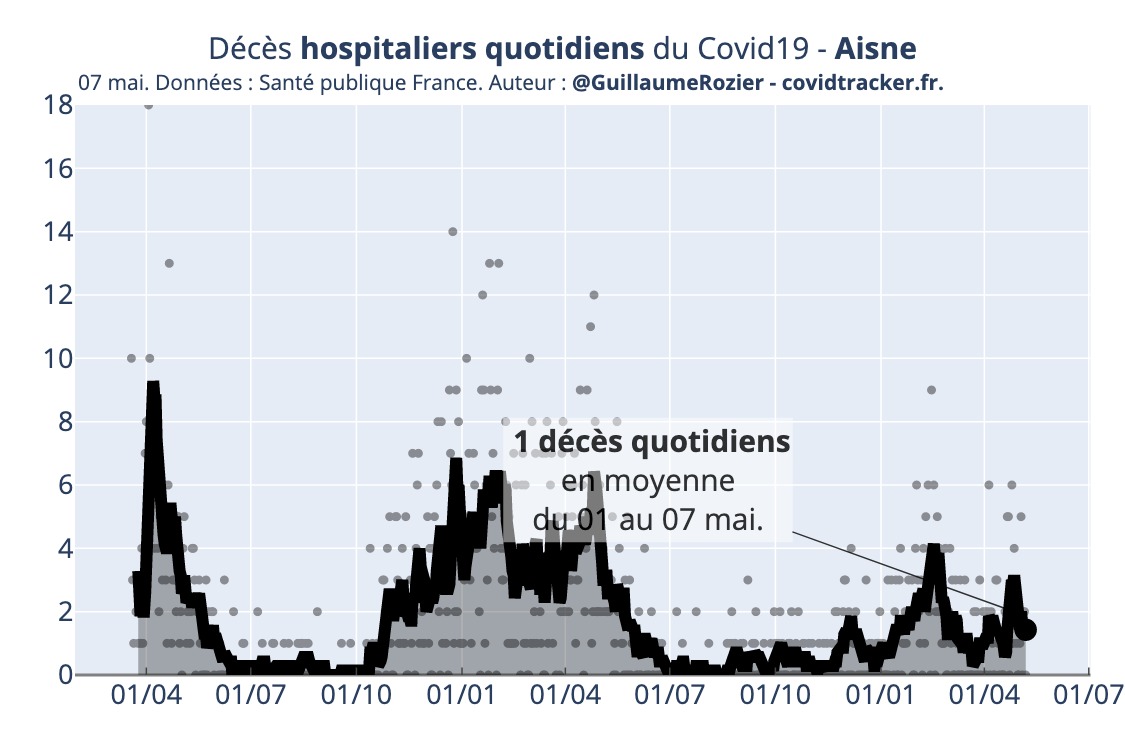 Décès hospitaliers quotidiens du Covid19 - Aisne
07 mai. Données : Santé publique France. Auteur : @GuillaumeRozier - covidtracker.fr.
18
16
14
12
10
8
6
4
2
0
1 décès quotidiens
en moyenne
du 01 au 07 mai.
01/04 01/07 01/10 01/01 01/04 01/07 01/10 01/01 01/04 01/07